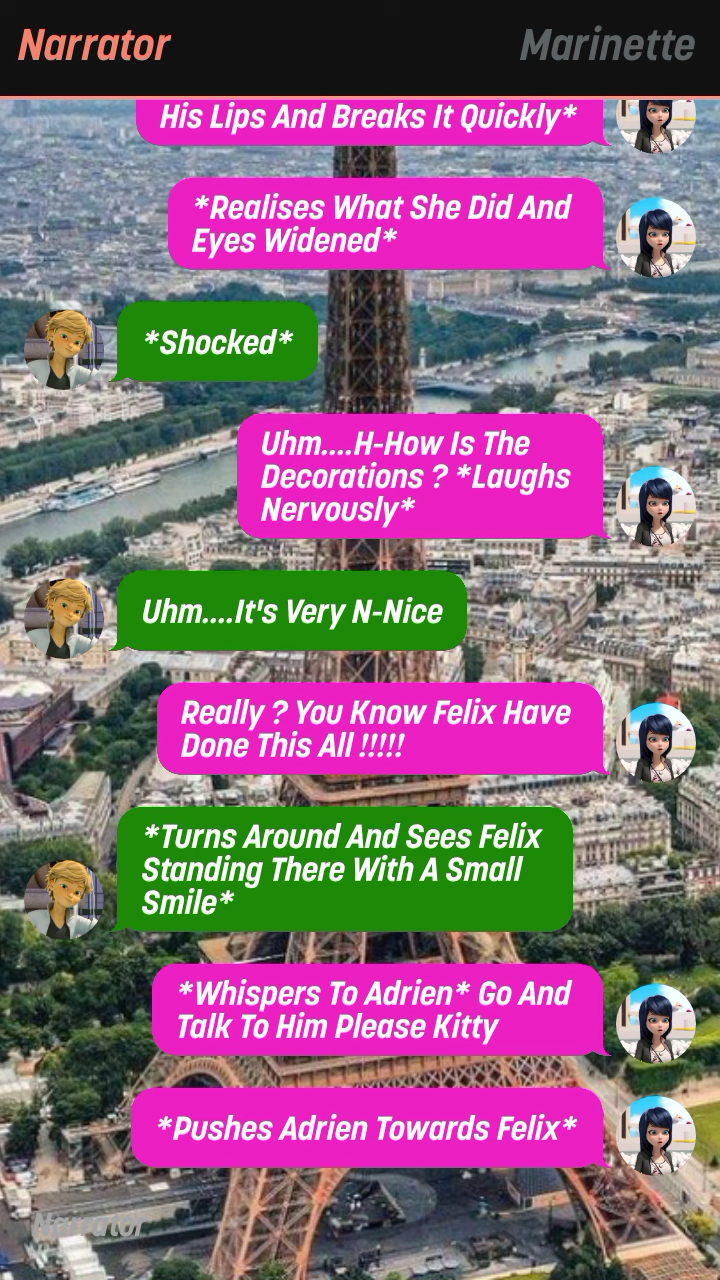 Narrator
Marinette
His Lips And Breaks It Quickly*
*Realises What She Did And
Eyes Widened*
*Shocked*
Uhm....H-How Is The
Decorations ? *Laughs
Nervously*
Uhm....It's Very N-Nice
Really ? You Know Felix Have
Done This All !!!!!
*Turns Around And Sees Felix
Standing There With A Small
Smile*
*Whispers To Adrien* Go And
Talk To Him Please Kitty
*Pushes Adrien Towards Felix*
Narrator